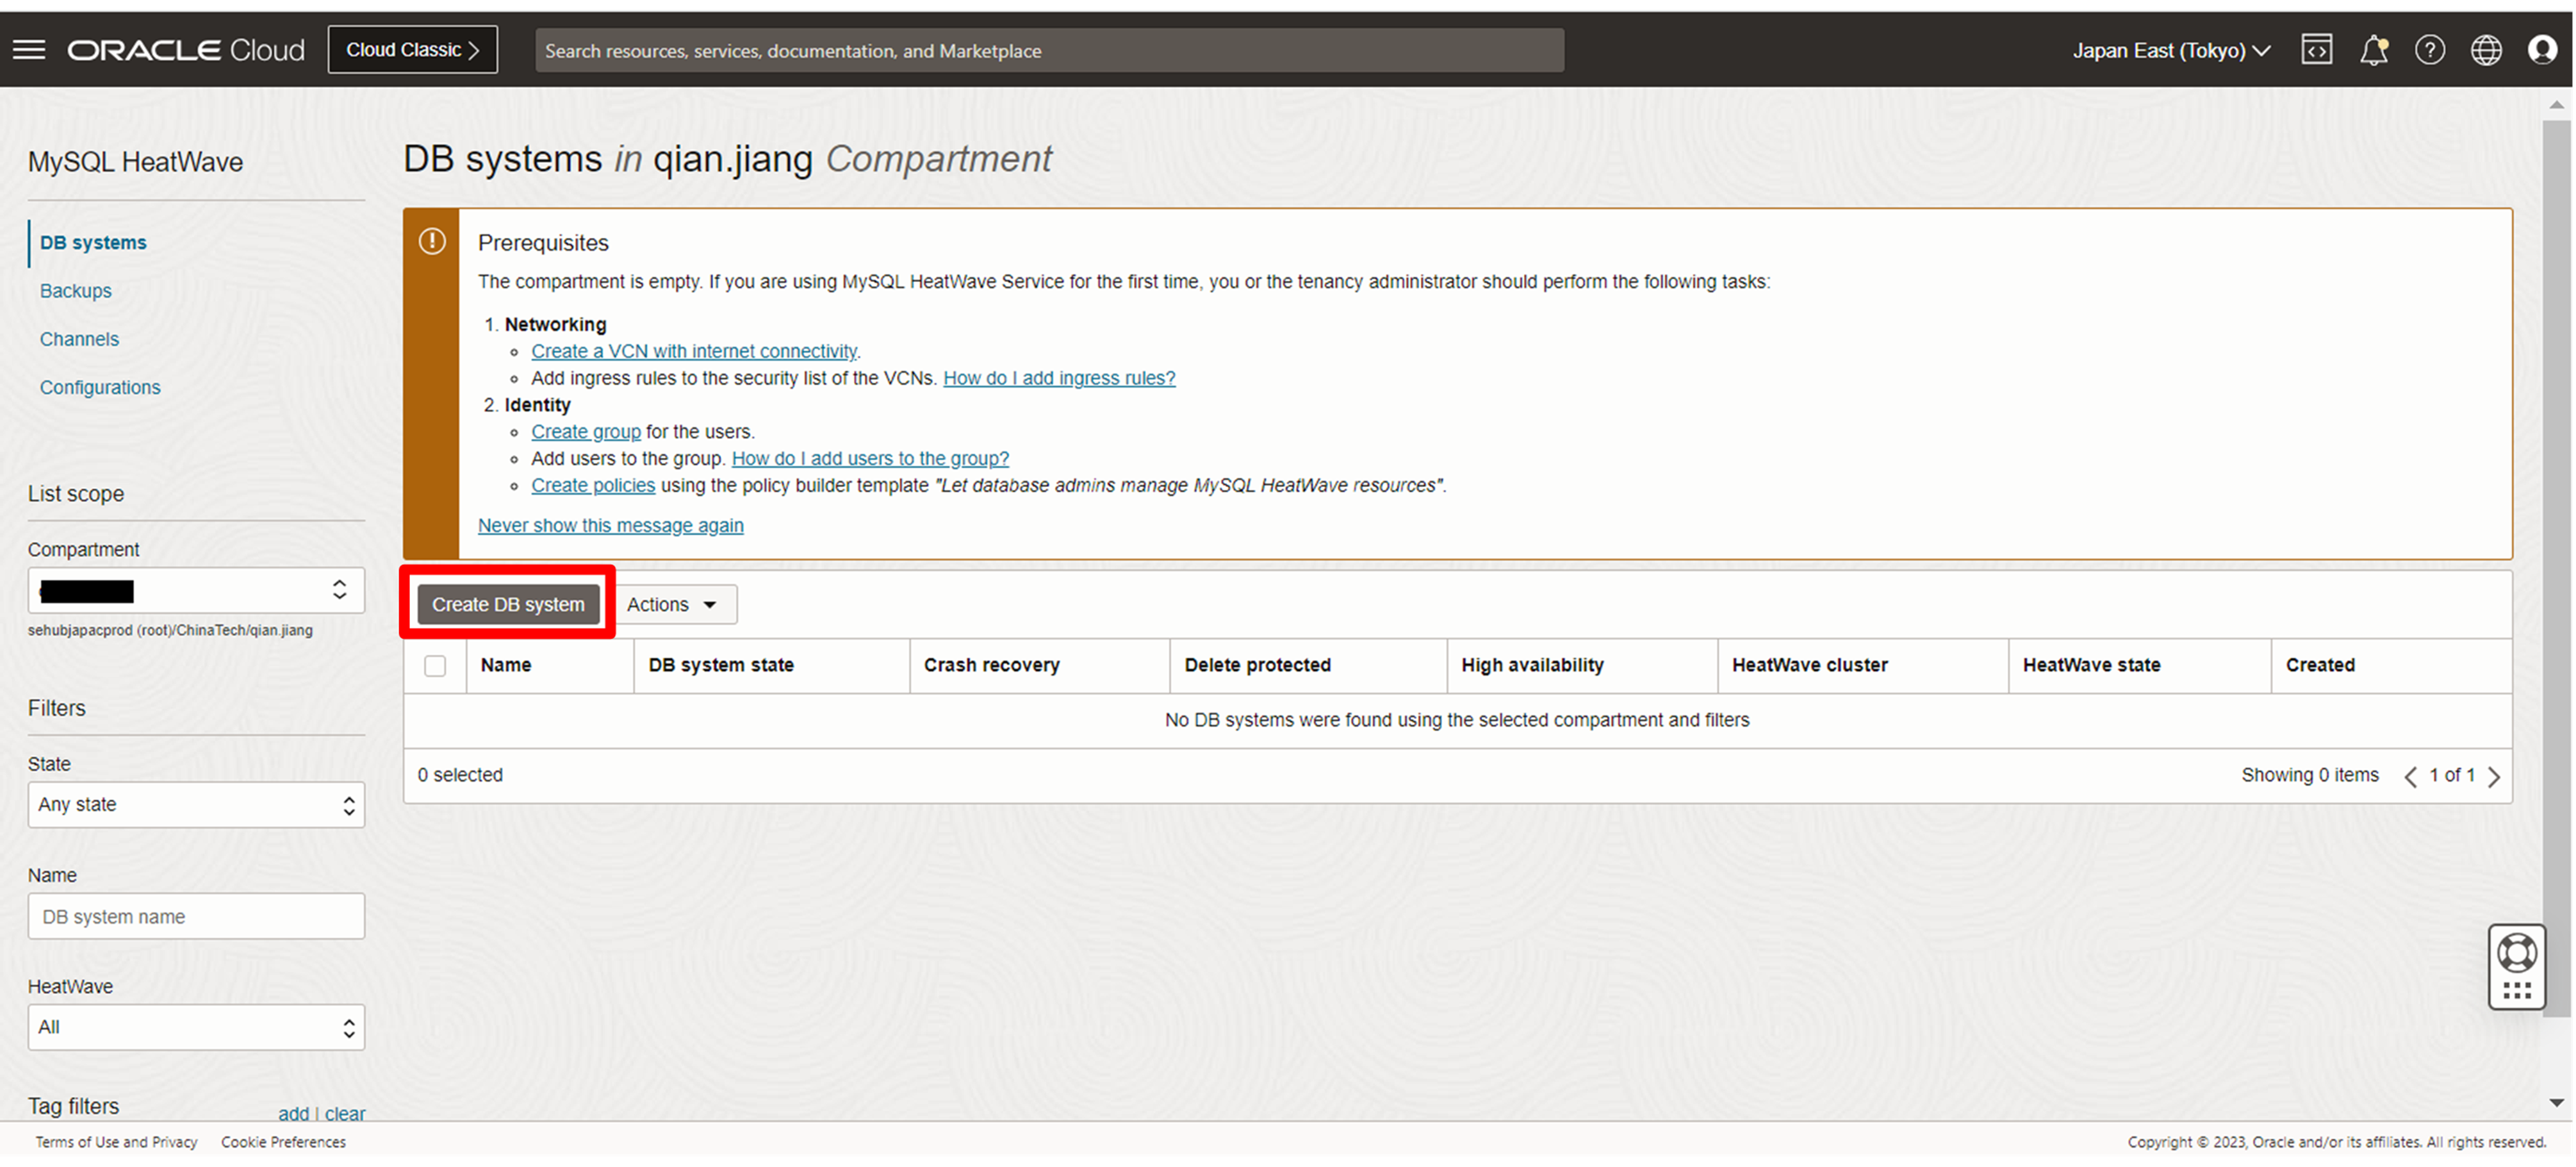 ORACLE Cloud
Cloud Classic
Search resources, services, documentation, and Marketplace
Japan East (Tokyo)
MySQL HeatWave
DB systems
Backups
Channels
Configurations
List scope
Compartment
sehubjapacprod (root)/ChinaTech/qian.jiang
Filters
State
Any state
Name
DB system name
HeatWave
All
Tag filters
add | clear
DB systems in qian.jiang Compartment
Prerequisites
The compartment is empty. If you are using MySQL HeatWave Service for the first time, you or the tenancy administrator should perform the following tasks:
1. Networking
Create a VCN with internet connectivity.
Add ingress rules to the security list of the VCNs. How do I add ingress rules?
2. Identity
Create group for the users.
Add users to the group. How do I add users to the group?
Create policies using the policy builder template "Let database admins manage MySQL HeatWave resources".
Never show this message again
Create DB system
Actions
Name DB system state Crash recovery Delete protected High availability HeatWave cluster HeatWave state Created
No DB systems were found using the selected compartment and filters
0 selected
Showing 0 items
1 of 1
Terms of Use and Privacy Cookie Preferences
Copyright © 2023, Oracle and/or its affiliates. All rights reserved.